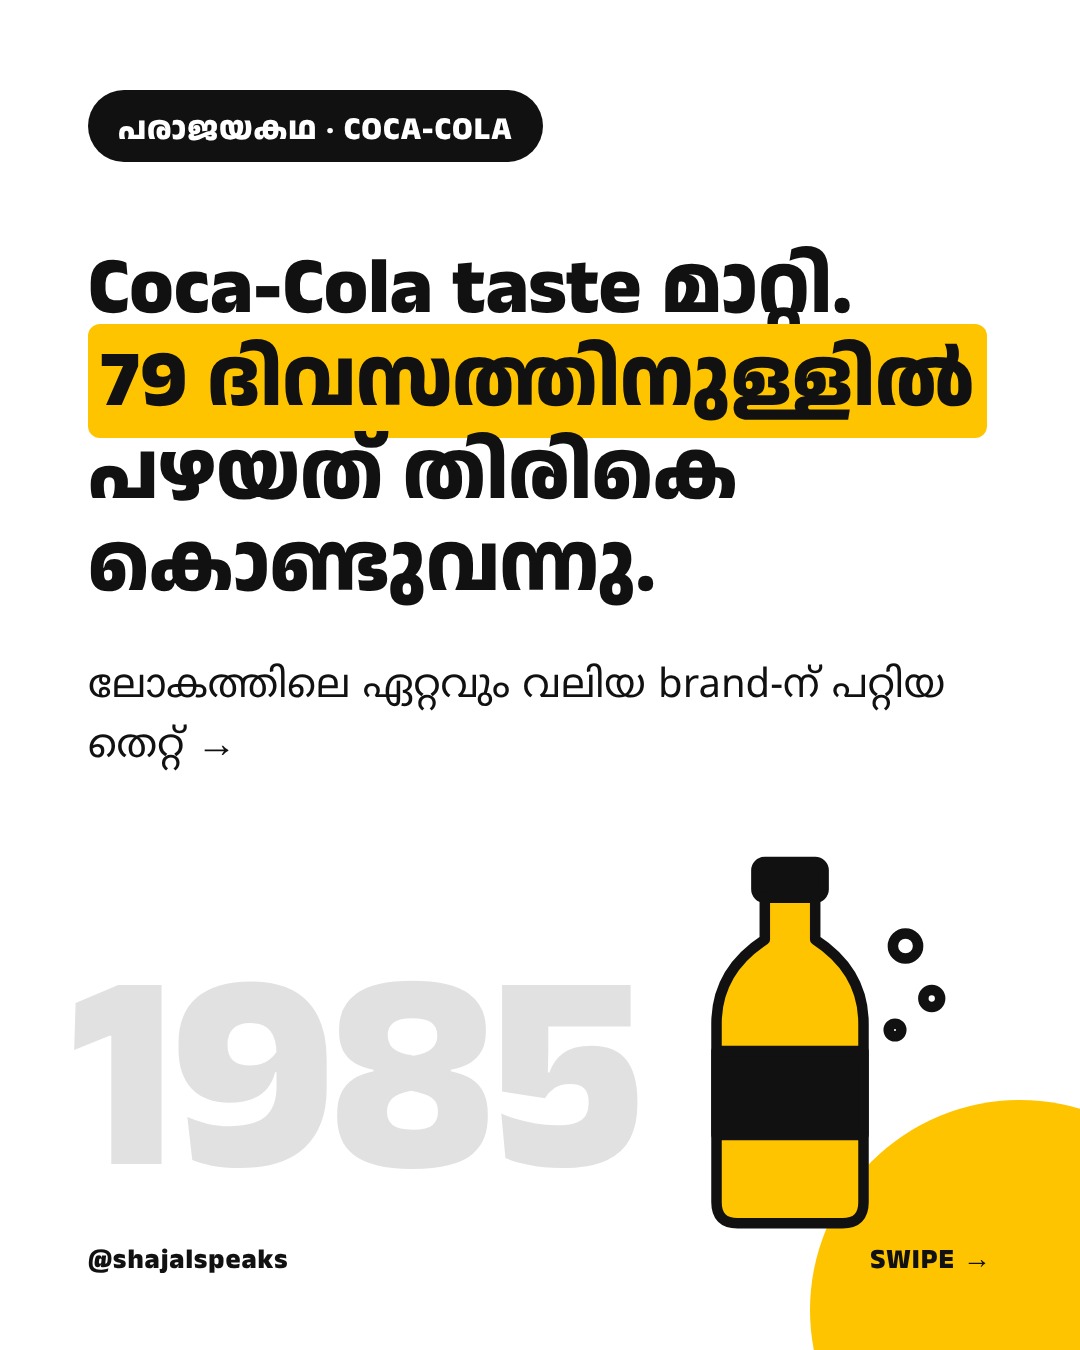 പരാജയകഥ · COCA-COLA
Coca-Cola taste മാറ്റി.
79 ദിവസത്തിനുള്ളിൽ
പഴയത് തിരികെ
കൊണ്ടുവന്നു.
ലോകത്തിലെ ഏറ്റവും വലിയ brand-ന് പറ്റിയ
തെറ്റ് →
1985
@shajalspeaks
SWIPE →